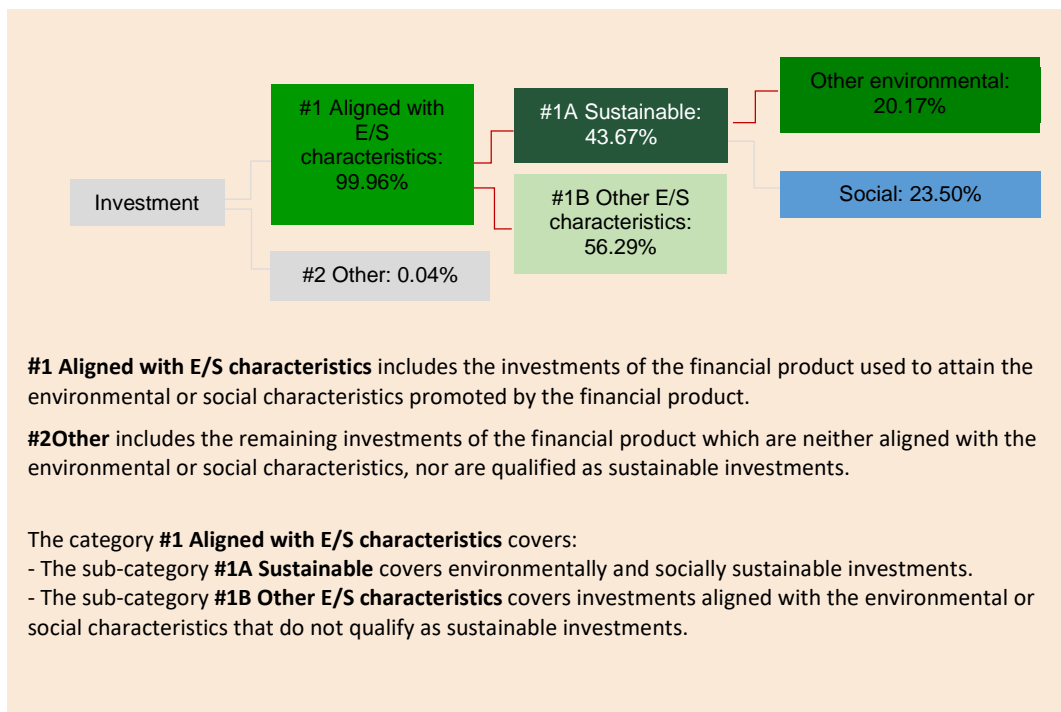 Investment
#1 Aligned with
E/S
characteristics:
99.96%
#2 Other: 0.04%
#1A Sustainable:
43.67%
#1B Other E/S
characteristics:
56.29%
Other environmental:
20.17%
Social: 23.50%
#1 Aligned with E/S characteristics includes the investments of the financial product used to attain the
environmental or social characteristics promoted by the financial product.
#2Other includes the remaining investments of the financial product which are neither aligned with the
environmental or social characteristics, nor are qualified as sustainable investments.
The category #1 Aligned with E/S characteristics covers:
- The sub-category #1A Sustainable covers environmentally and socially sustainable investments.
- The sub-category #1B Other E/S characteristics covers investments aligned with the environmental or
social characteristics that do not qualify as sustainable investments.